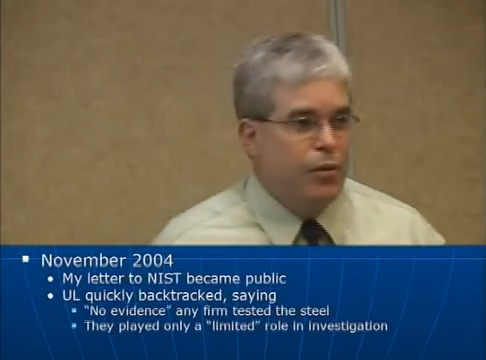 November 2004
My letter to NIST became public
UL quickly backtracked, saying
"No evidence" any firm tested the steel
They played only a "limited" role in investigation